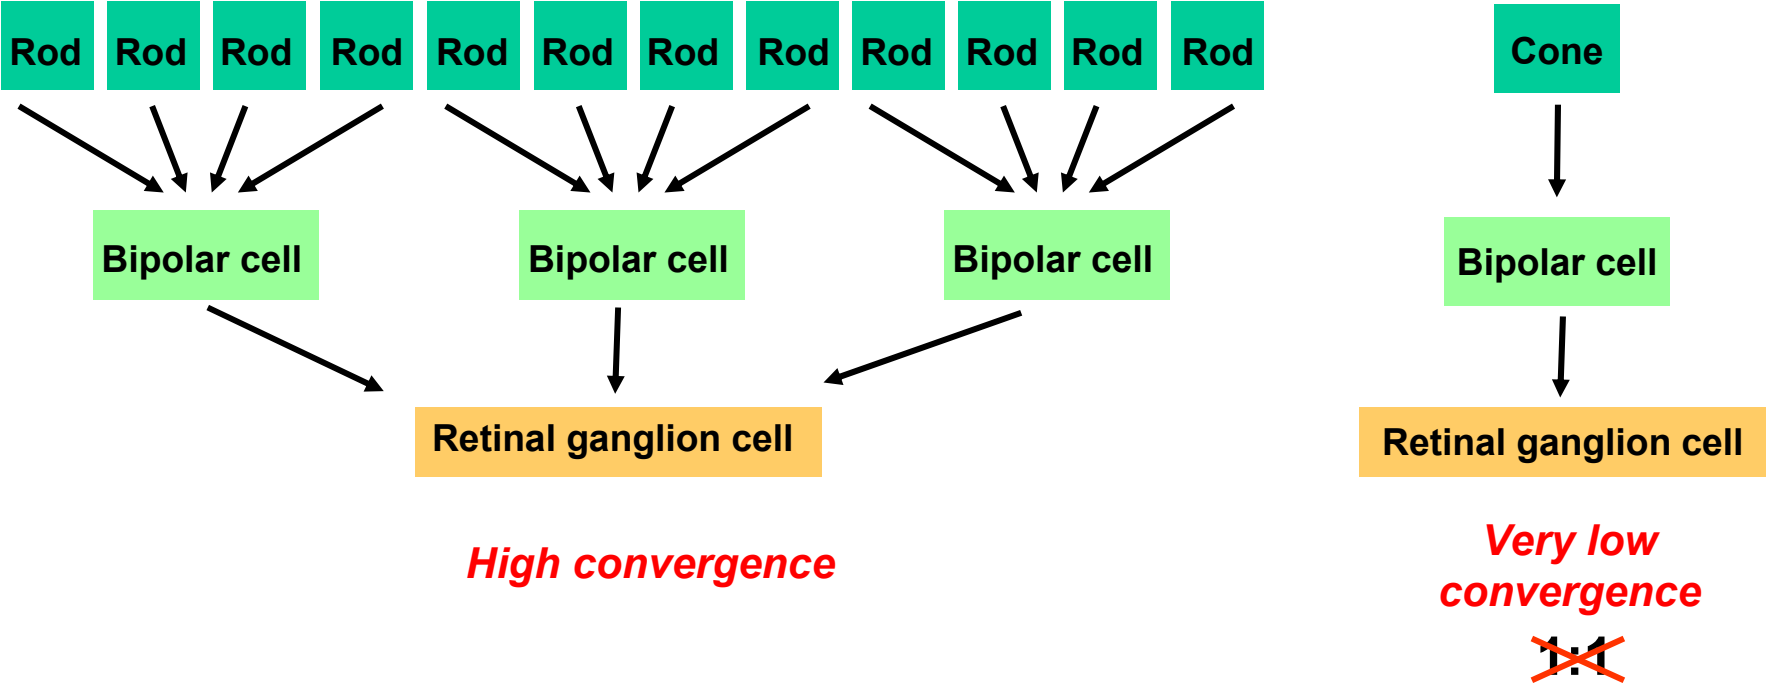 Rod Rod Rod Rod Rod Rod Rod Rod Rod Rod Rod Rod Cone
Bipolar cell Bipolar cell Bipolar cell Bipolar cell
Retinal ganglion cell Retinal ganglion cell
High convergence
Very low
convergence
1:1